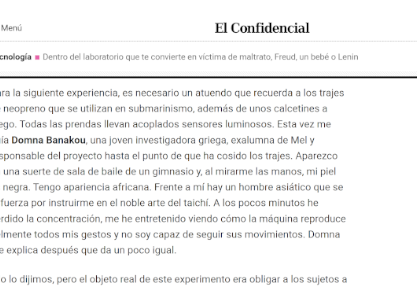 Menú
El Confidencial
cnología ■ Dentro del laboratorio que te convierte en víctima de maltrato, Freud, un bebé o Lenin
ra la siguiente experiencia, es necesario un atuendo que recuerda a los trajes
neopreno que se utilizan en submarinismo, además de unos calcetines a
ego. Todas las prendas llevan acoplados sensores luminosos. Esta vez me
ía Domna Banakou, una joven investigadora griega, exalumna de Mel y
sponsable del proyecto hasta el punto de que ha cosido los trajes. Aparezco
una suerte de sala de baile de un gimnasio y, al mirarme las manos, mi piel
negra. Tengo apariencia africana. Frente a mí hay un hombre asiático que se
fuerza por instruirme en el noble arte del taichí. A los pocos minutos he
rdido la concentración, me he entretenido viendo cómo la máquina reproduce
elmente todos mis gestos y no soy capaz de seguir sus movimientos. Domna
e explica después que da un poco igual.
o lo dijimos, pero el objeto real de este experimento era obligar a los sujetos a